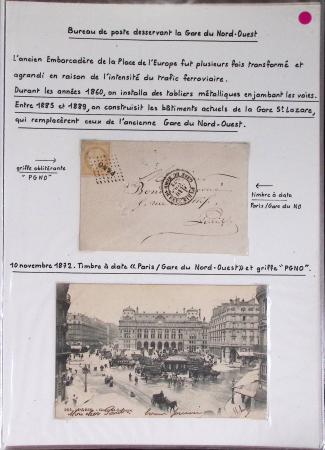 Bureau de poste desservant la Gare du Nord-Ouest
L'ancien Embarcadère de la Place de l'Europe fut plusieurs fois transformé et
agrandi en raison de l'intensité du trafic ferroviaire.
Durant les années 1860, on installa des tabliers métalliques enjambant les voies.
Entre 1885 et 1889, on construisit les bâtiments actuels de la Gare St Lazare,
qui remplacèrent ceux de l'ancienne Gare du Nord-Ouest.
griffe oblitérante
"PGNO"
timbre à date
Paris/Gare du NO
10 novembre 1872. Timbre à date «Paris/Gare du Nord-Ouest» et griffe "PGNO".